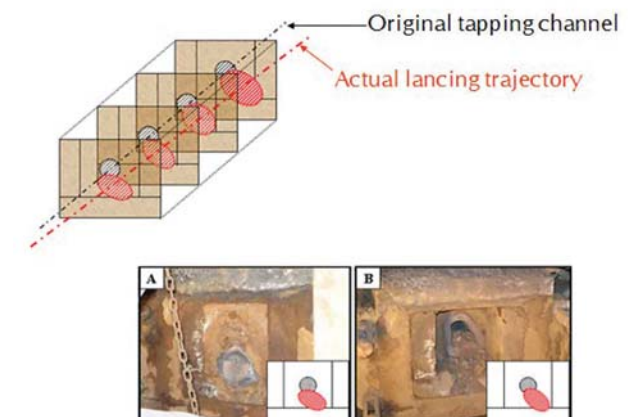 Original tapping channel
Actual lancing trajectory
A
B